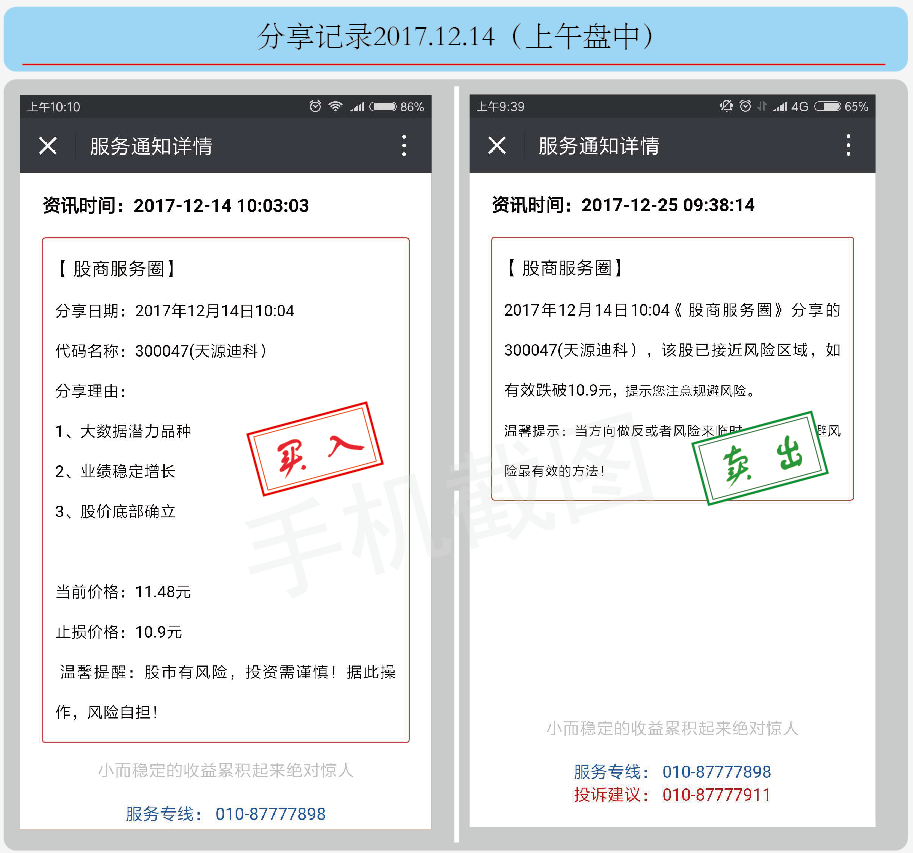 分享记录2017.12.14（上午盘中）
上午10:10
86%
服务通知详情
资讯时间：2017-12-14 10:03:03
【 股商服务圈】
分享日期：2017年12月14日10:04
代码名称：300047(天源迪科）
分享理由：
1、大数据潜力品种
2、业绩稳定增长
3、股价底部确立
买入
当前价格：11.48元
止损价格：10.9元
温馨提醒：股市有风险，投资需谨慎！据此操
作，风险自担！
小而稳定的收益累积起来绝对惊人
服务专线： 010-87777898
上午9:39
4G
65%
服务通知详情
资讯时间：2017-12-25 09:38:14
【 股商服务圈】
2017年12月14日10:04《 股商服务圈》分享的
300047(天源迪科），该股已接近风险区域，如
有效跌破10.9元，提示您注意规避风险。
温馨提示：当方向做反或者风险来临时 避风
险最有效的方法！
卖出
小而稳定的收益累积起来绝对惊人
服务专线： 010-87777898
投诉建议： 010-87777911
手机截图